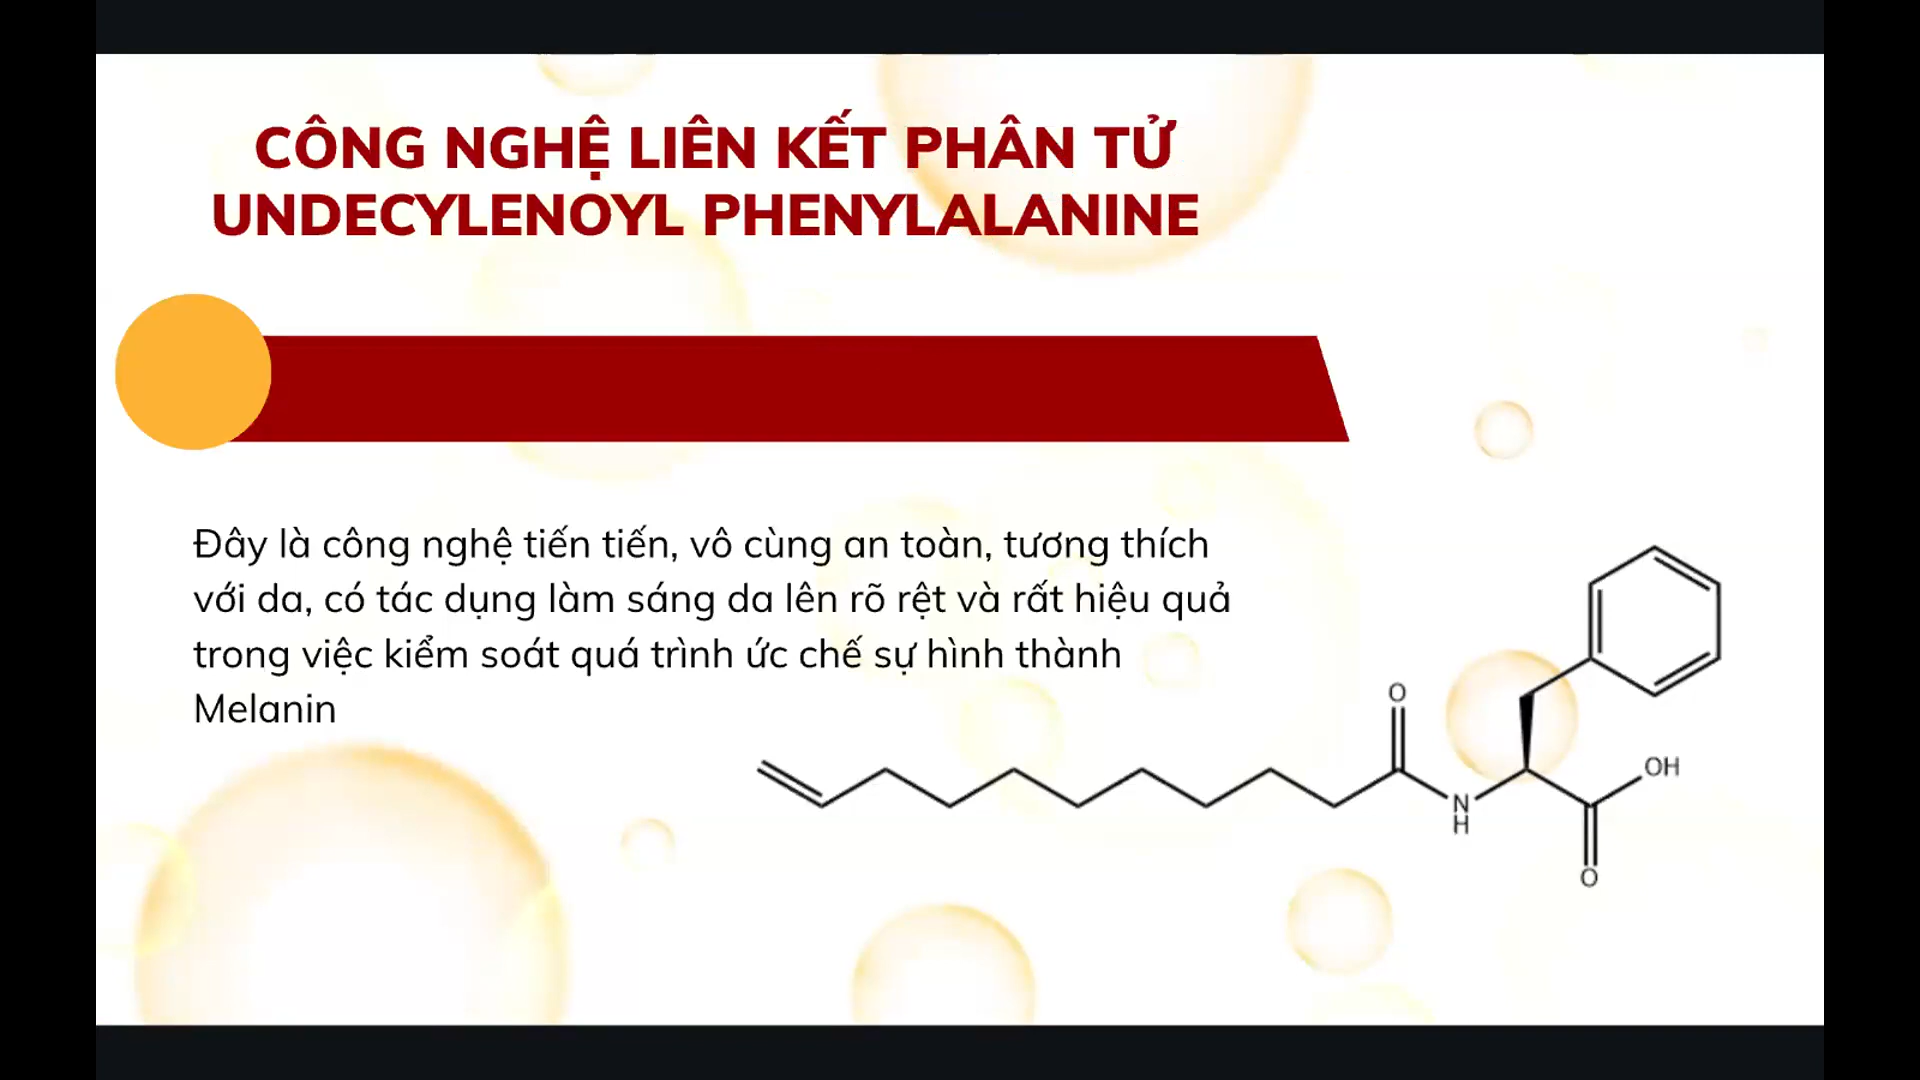 CÔNG NGHỆ LIÊN KẾT PHÂN TỬ
UNDECYLENOYL PHENYLALANINE
Đây là công nghệ tiến tiến, vô cùng an toàn, tương thích
với da, có tác dụng làm sáng da lên rõ rệt và rất hiệu quả
trong việc kiểm soát quá trình ức chế sự hình thành
Melanin
O
OH
N
H
O